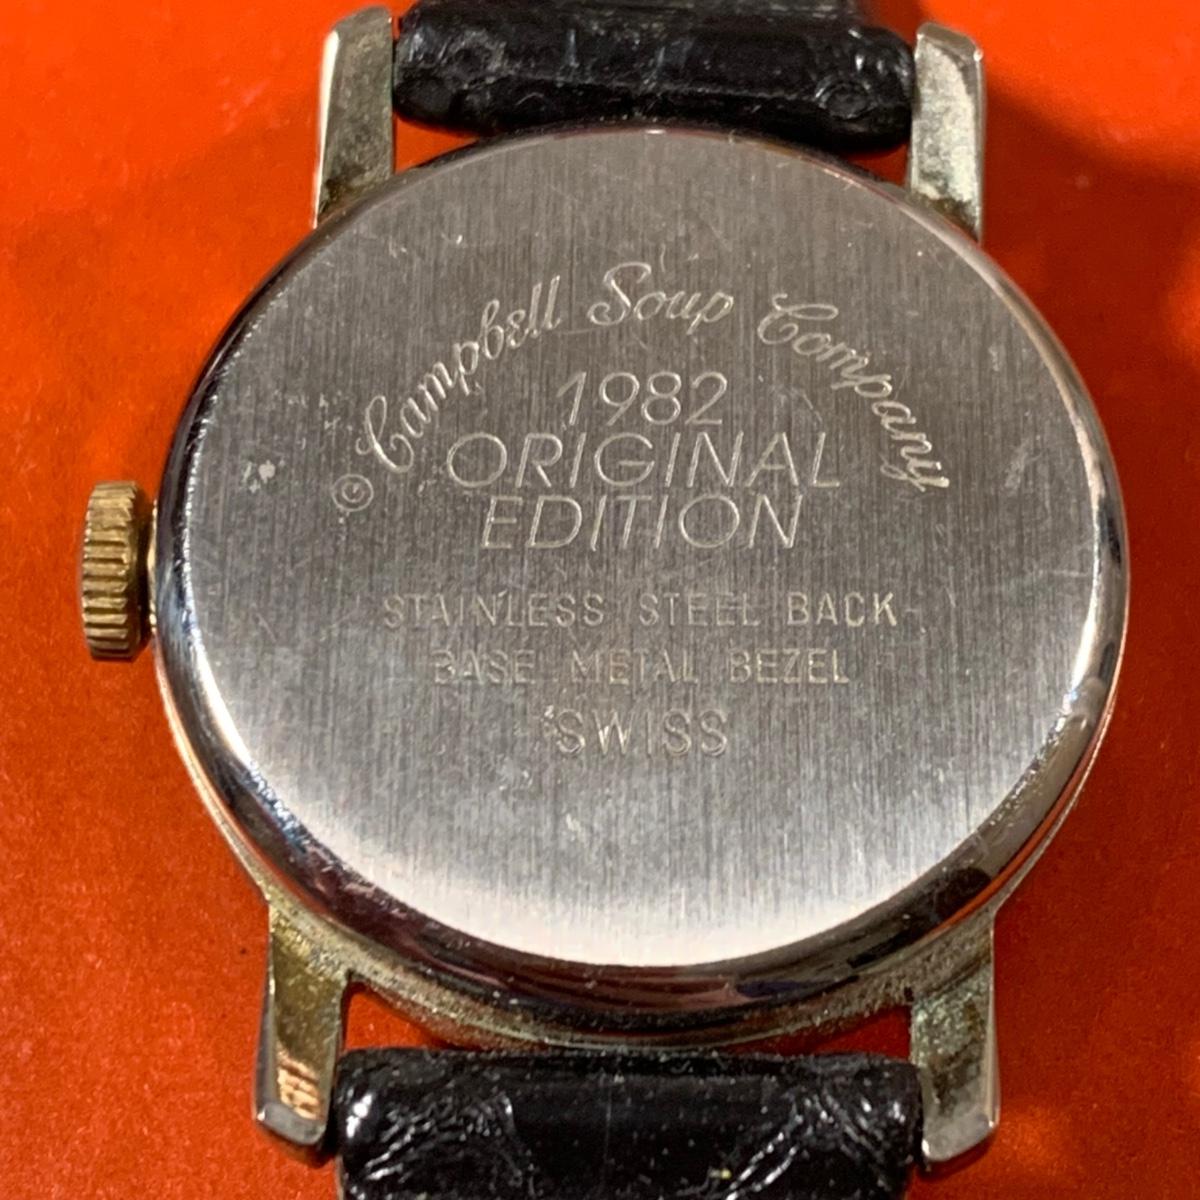 © Campbell Soup Company
1982
ORIGINAL
EDITION
STAINLESS STEEL BACK
BASE METAL BEZEL
SWISS